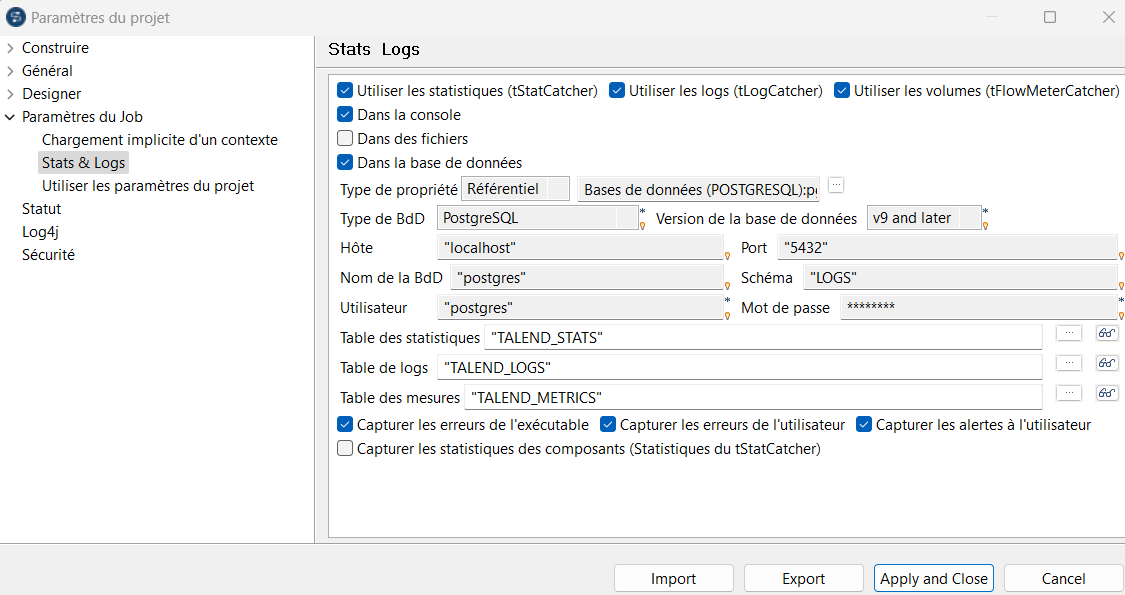 Paramètres du projet
Construire
Général
Designer
Paramètres du Job
Chargement implicite d'un contexte
Stats & Logs
Utiliser les paramètres du projet
Statut
Log4j
Sécurité
Stats Logs
Utiliser les statistiques (tStatCatcher) Utiliser les logs (tLogCatcher) Utiliser les volumes (tFlowMeterCatcher)
Dans la console
Dans des fichiers
Dans la base de données
Type de propriété Référentiel Bases de données (POSTGRESQL):p ...
Type de BdD PostgreSQL * Version de la base de données v9 and later *
Hôte "localhost" Port "5432"
Nom de la BdD "postgres" Schéma "LOGS"
Utilisateur "postgres" * Mot de passe ******** *
Table des statistiques "TALEND_STATS" ...
Table de logs "TALEND_LOGS" ...
Table des mesures "TALEND_METRICS" ...
Capturer les erreurs de l'exécutable Capturer les erreurs de l'utilisateur Capturer les alertes à l'utilisateur
Capturer les statistiques des composants (Statistiques du tStatCatcher)
Import Export Apply and Close Cancel